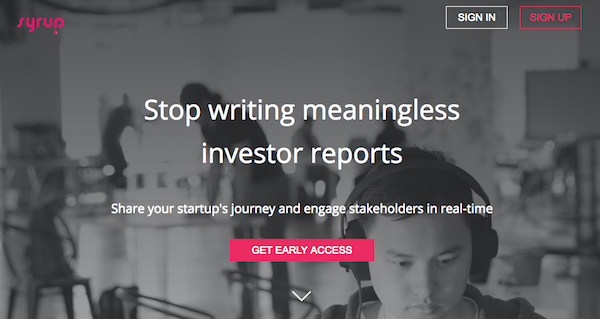 syrup
SIGN IN
SIGN UP
Stop writing meaningless
investor reports
Share your startup's journey and engage stakeholders in real-time
GET EARLY ACCESS